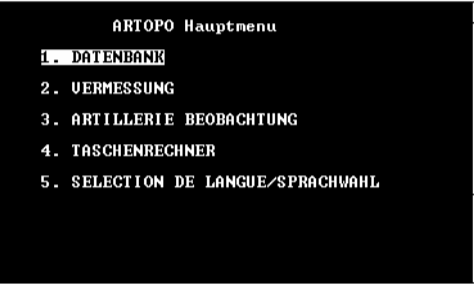 ARTOPO Hauptmenu
1. DATENBANK
2. VERMESSUNG
3. ARTILLERIE BEOBACHTUNG
4. TASCHENRECHNER
5. SELECTION DE LANGUE/SPRACHWAHL